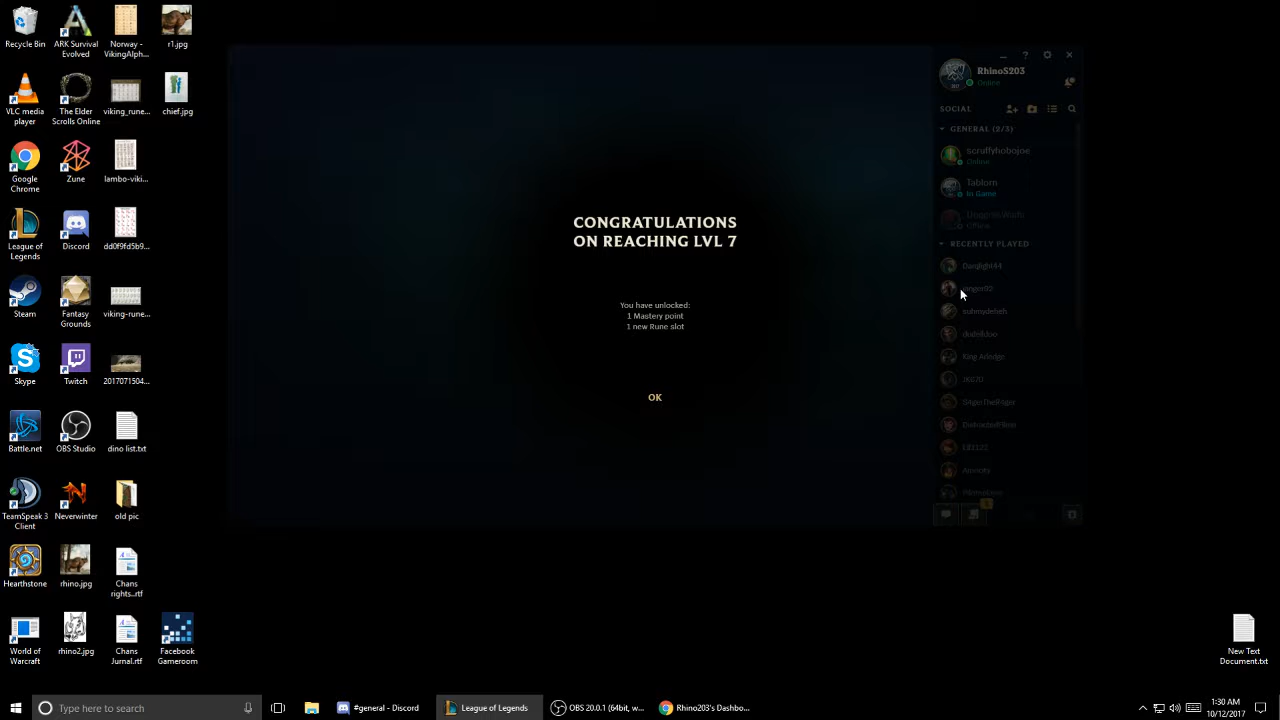 Recycle Bin
ARK Survival
Evolved
Norway -
VikingAlph...
r1.jpg
VLC media
player
The Elder
Scrolls Online
viking_rune...
chief.jpg
Google
Chrome
Zune
lambo-viki...
League of
Legends
Discord
dd0f9fd5b9...
Steam
Fantasy
Grounds
viking-rune...
Skype
Twitch
2017071504...
Battle.net
OBS Studio
dino list.txt
TeamSpeak 3
Client
Neverwinter
old pic
Hearthstone
rhino.jpg
Chans
rights..rtf
World of
Warcraft
rhino2.jpg
Chans
Jurnal.rtf
Facebook
Gameroom
CONGRATULATIONS
ON REACHING LVL 7
You have unlocked:
1 Mastery point
1 new Rune slot
OK
RhinoS203
Online
SOCIAL
GENERAL (2/3)
scruffyhobojoe
Online
Tablorn
In Game
Offline
RECENTLY PLAYED
King Arledge
New Text
Document.txt
Type here to search
#general - Discord
League of Legends
OBS 20.0.1 (64bit, w...
Rhino203's Dashbo...
1:30 AM
10/12/2017